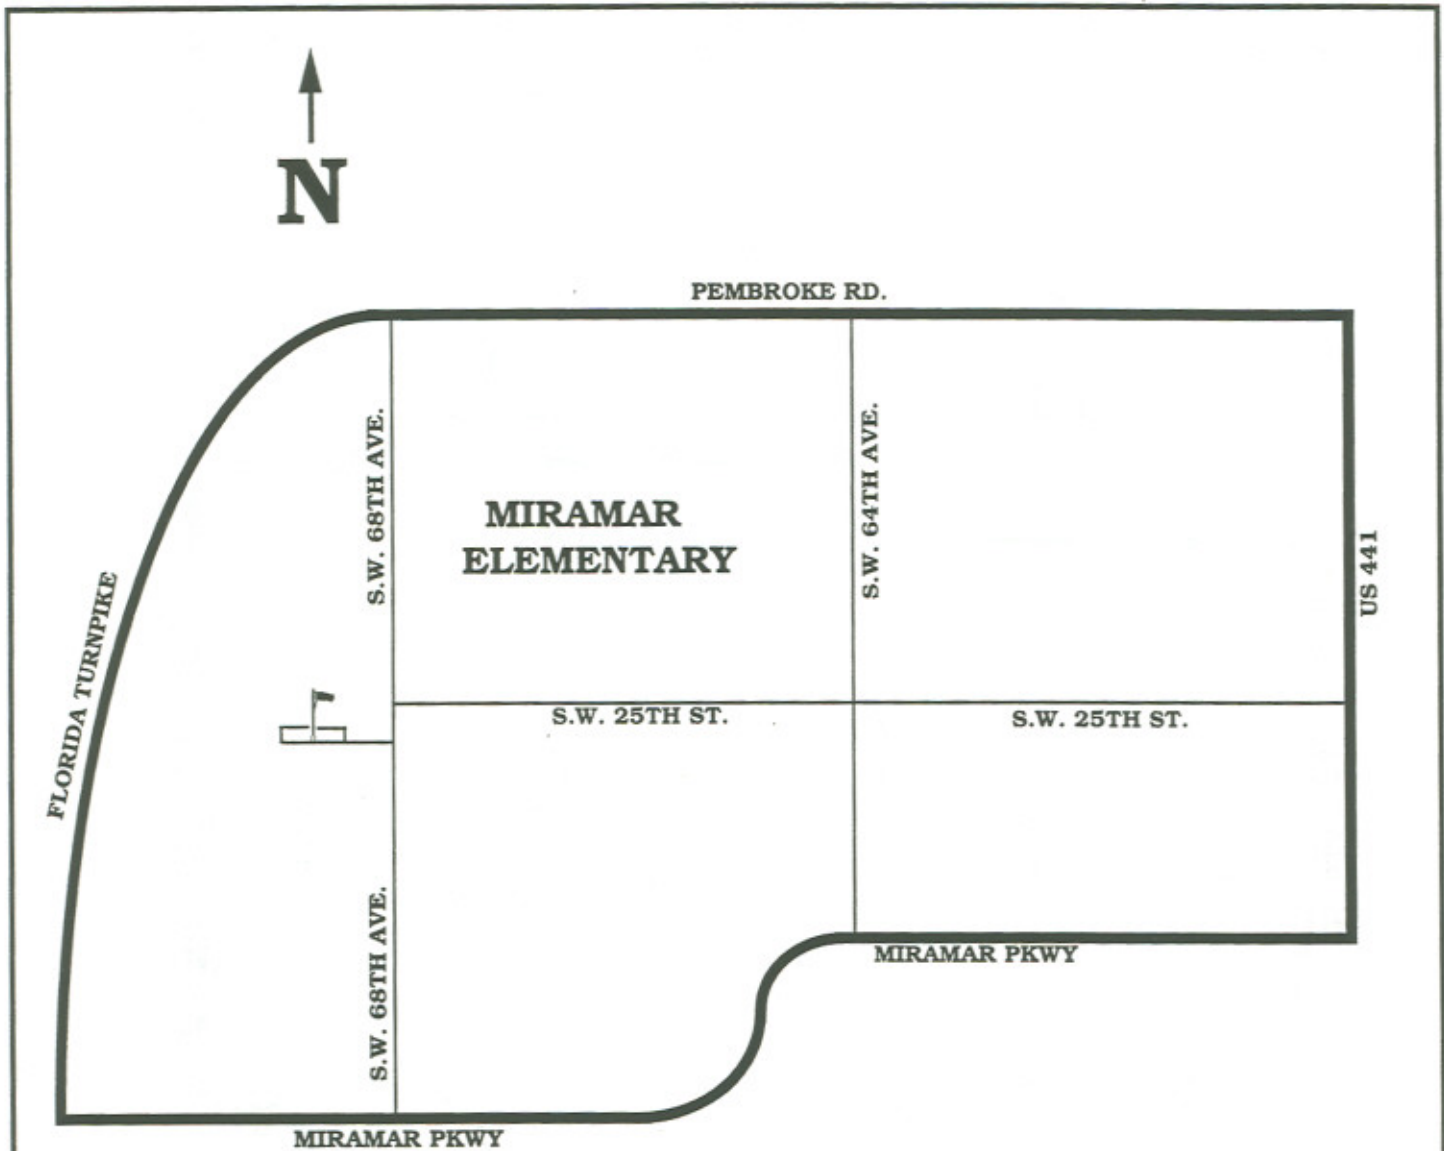 N
PEMBROKE RD.
S.W. 68TH AVE.
S.W. 64TH AVE.
MIRAMAR
ELEMENTARY
US 441
FLORIDA TURNPIKE
S.W. 25TH ST.
S.W. 25TH ST.
S.W. 68TH AVE.
MIRAMAR PKWY
MIRAMAR PKWY